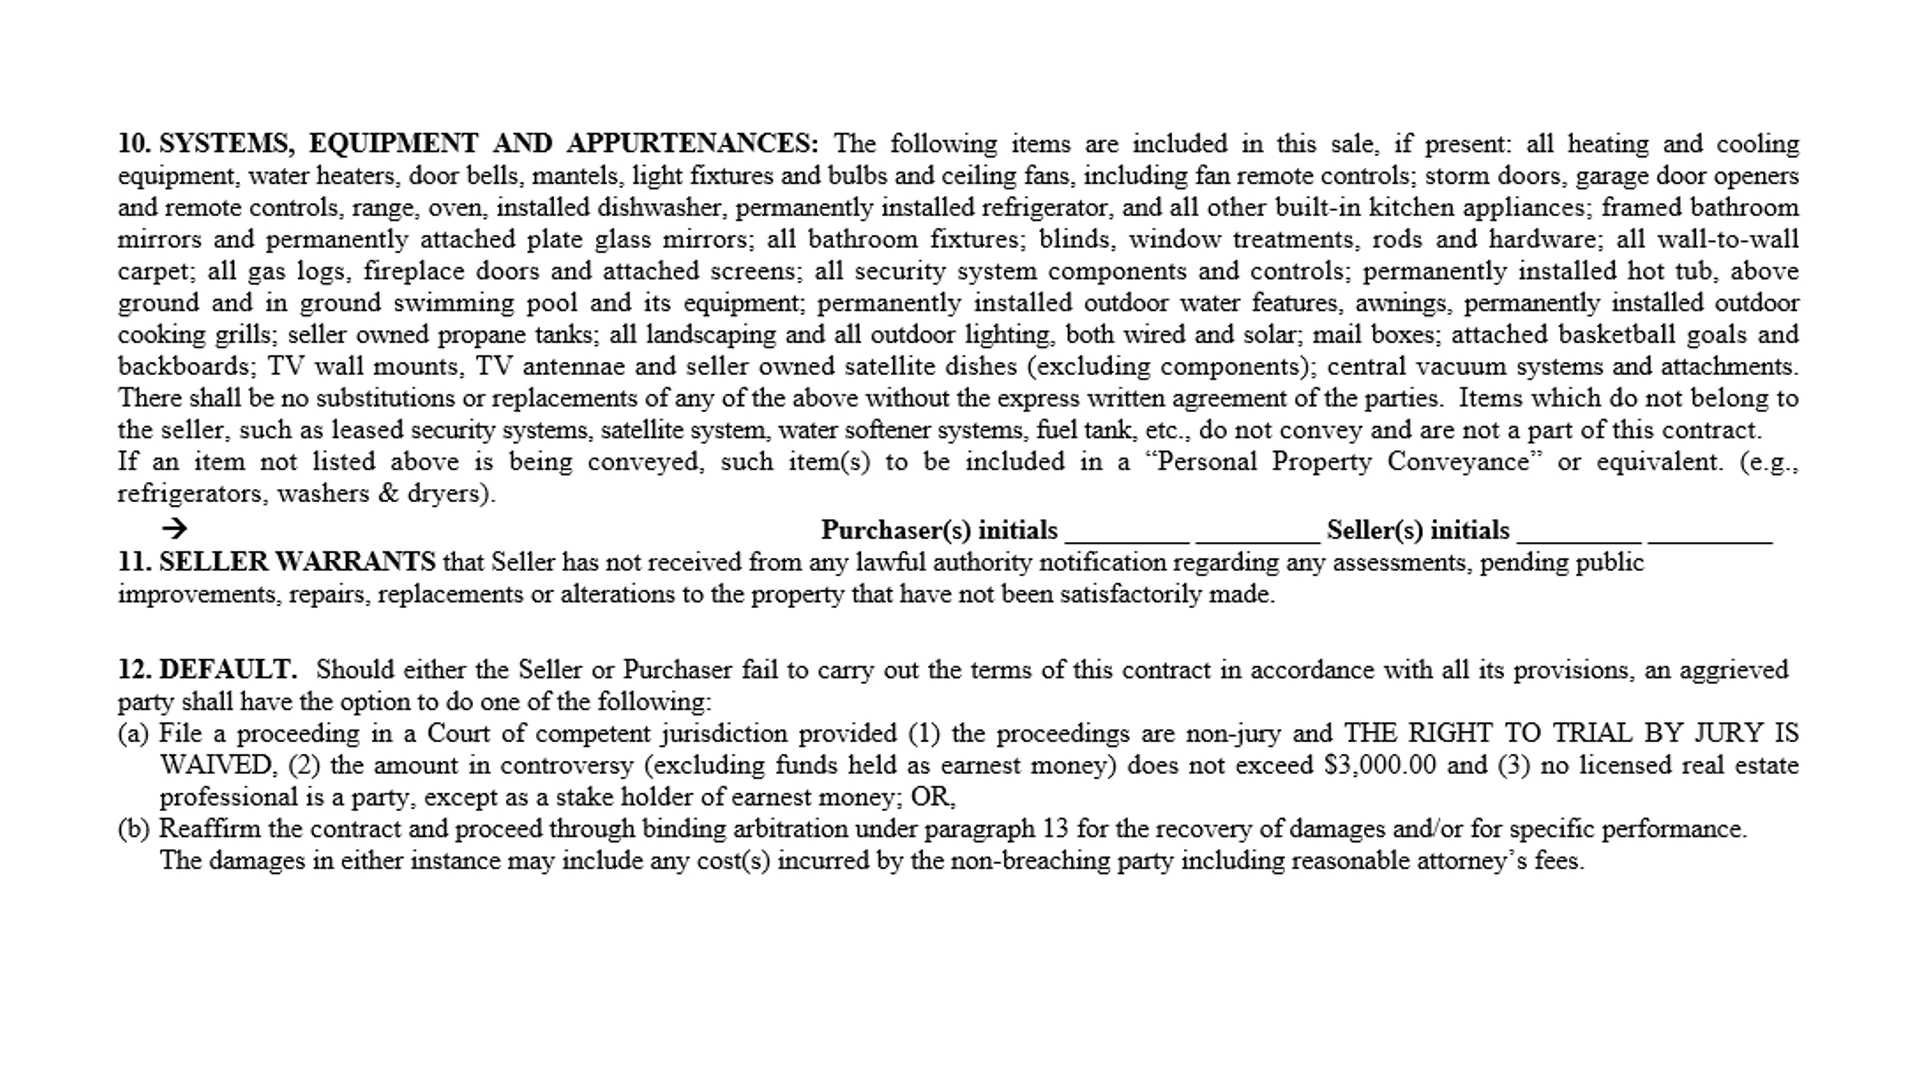 10. SYSTEMS, EQUIPMENT AND APPURTENANCES: The following items are included in this sale, if present: all heating and cooling
equipment, water heaters, door bells, mantels, light fixtures and bulbs and ceiling fans, including fan remote controls; storm doors, garage door openers
and remote controls, range, oven, installed dishwasher, permanently installed refrigerator, and all other built-in kitchen appliances; framed bathroom
mirrors and permanently attached plate glass mirrors; all bathroom fixtures; blinds, window treatments, rods and hardware; all wall-to-wall
carpet; all gas logs, fireplace doors and attached screens; all security system components and controls; permanently installed hot tub, above
ground and in ground swimming pool and its equipment; permanently installed outdoor water features, awnings, permanently installed outdoor
cooking grills; seller owned propane tanks; all landscaping and all outdoor lighting, both wired and solar; mail boxes; attached basketball goals and
backboards; TV wall mounts, TV antennae and seller owned satellite dishes (excluding components); central vacuum systems and attachments.
There shall be no substitutions or replacements of any of the above without the express written agreement of the parties. Items which do not belong to
the seller, such as leased security systems, satellite system, water softener systems, fuel tank, etc., do not convey and are not a part of this contract.
If an item not listed above is being conveyed, such item(s) to be included in a “Personal Property Conveyance” or equivalent. (e.g.,
refrigerators, washers & dryers).
→ Purchaser(s) initials _________ _________ Seller(s) initials _________ _________
11. SELLER WARRANTS that Seller has not received from any lawful authority notification regarding any assessments, pending public
improvements, repairs, replacements or alterations to the property that have not been satisfactorily made.
12. DEFAULT. Should either the Seller or Purchaser fail to carry out the terms of this contract in accordance with all its provisions, an aggrieved
party shall have the option to do one of the following:
(a) File a proceeding in a Court of competent jurisdiction provided (1) the proceedings are non-jury and THE RIGHT TO TRIAL BY JURY IS
WAIVED, (2) the amount in controversy (excluding funds held as earnest money) does not exceed $3,000.00 and (3) no licensed real estate
professional is a party, except as a stake holder of earnest money; OR,
(b) Reaffirm the contract and proceed through binding arbitration under paragraph 13 for the recovery of damages and/or for specific performance.
The damages in either instance may include any cost(s) incurred by the non-breaching party including reasonable attorney’s fees.